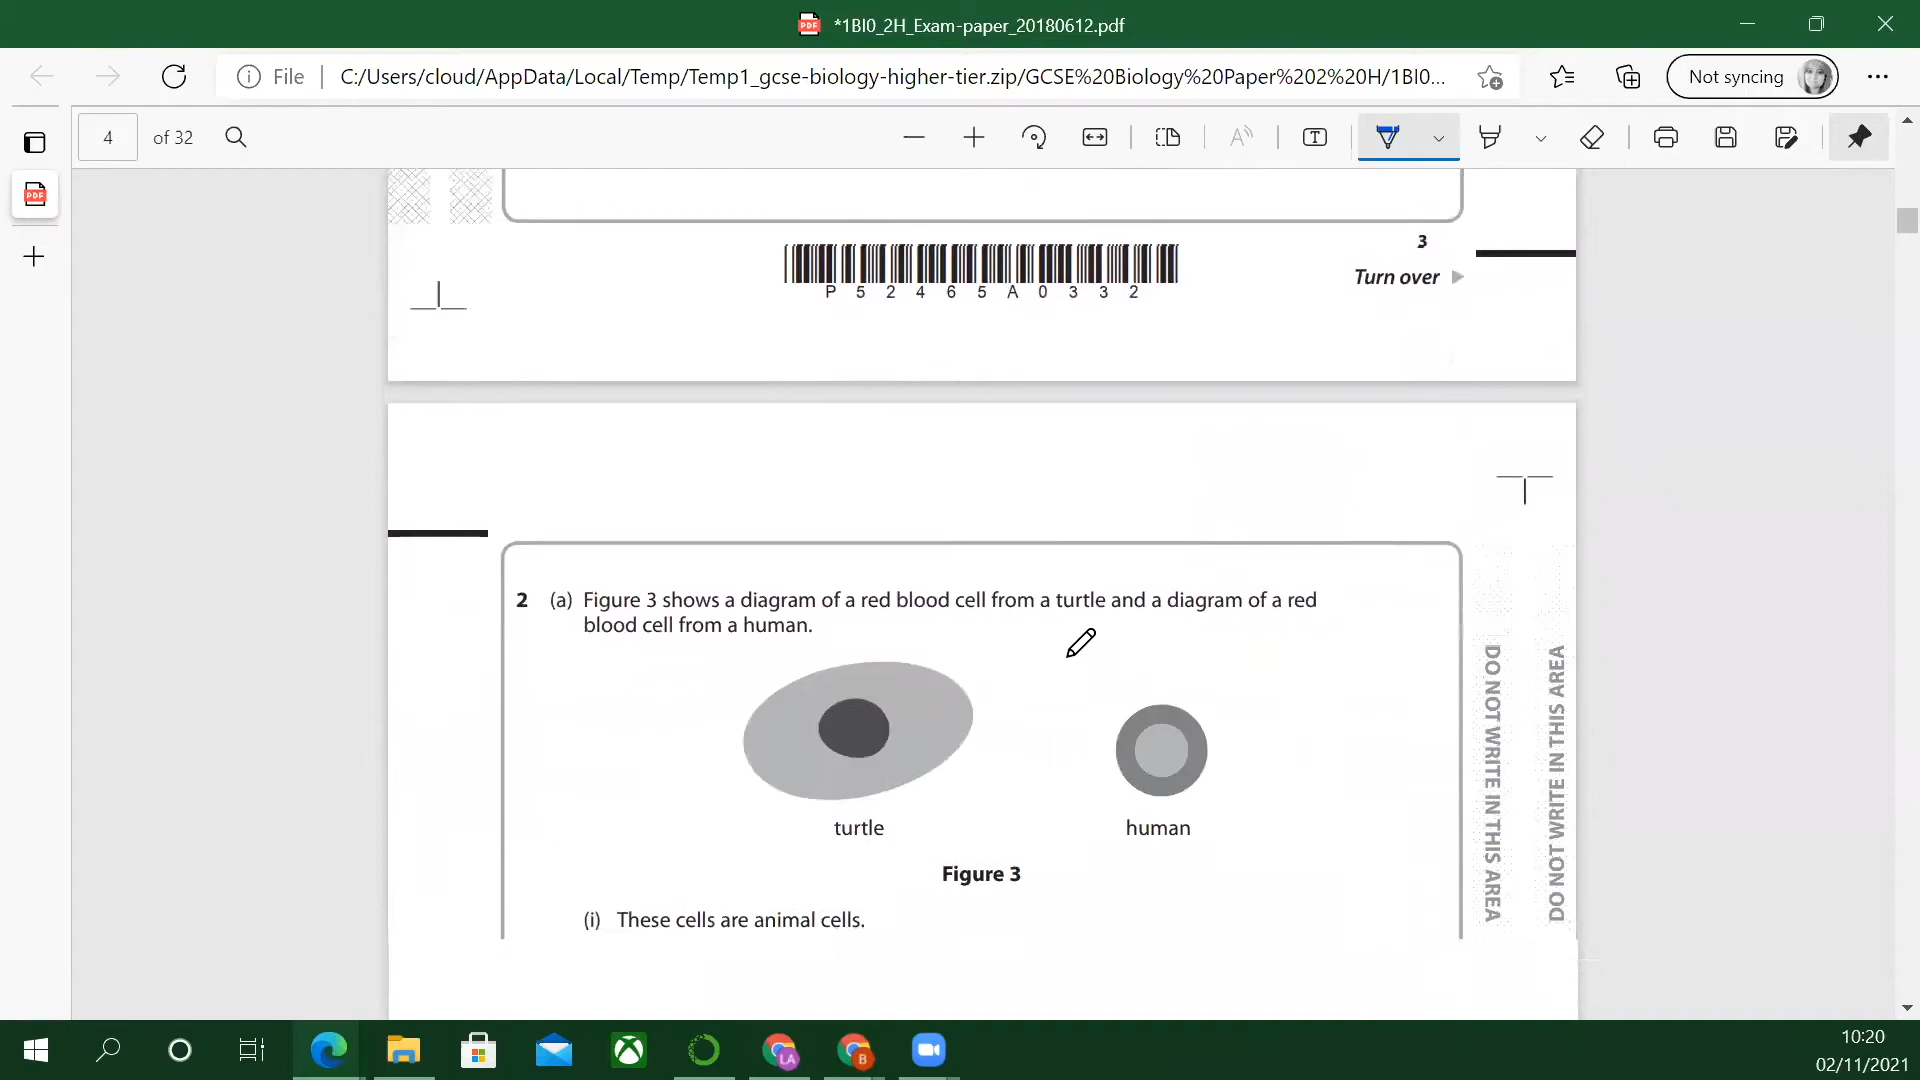 *1BI0_2H_Exam-paper_20180612.pdf
File
C:/Users/cloud/AppData/Local/Temp/Temp1_gcse-biology-higher-tier.zip/GCSE%20Biology%20Paper%202%20H/1BI0...
Not syncing
4 of 32
3
P 5 2 4 6 5 A 0 3 3 2
Turn over
2 (a) Figure 3 shows a diagram of a red blood cell from a turtle and a diagram of a red
blood cell from a human.
turtle
human
Figure 3
(i) These cells are animal cells.
DO NOT WRITE IN THIS AREA
DO NOT WRITE IN THIS AREA
LA
B
10:20
02/11/2021